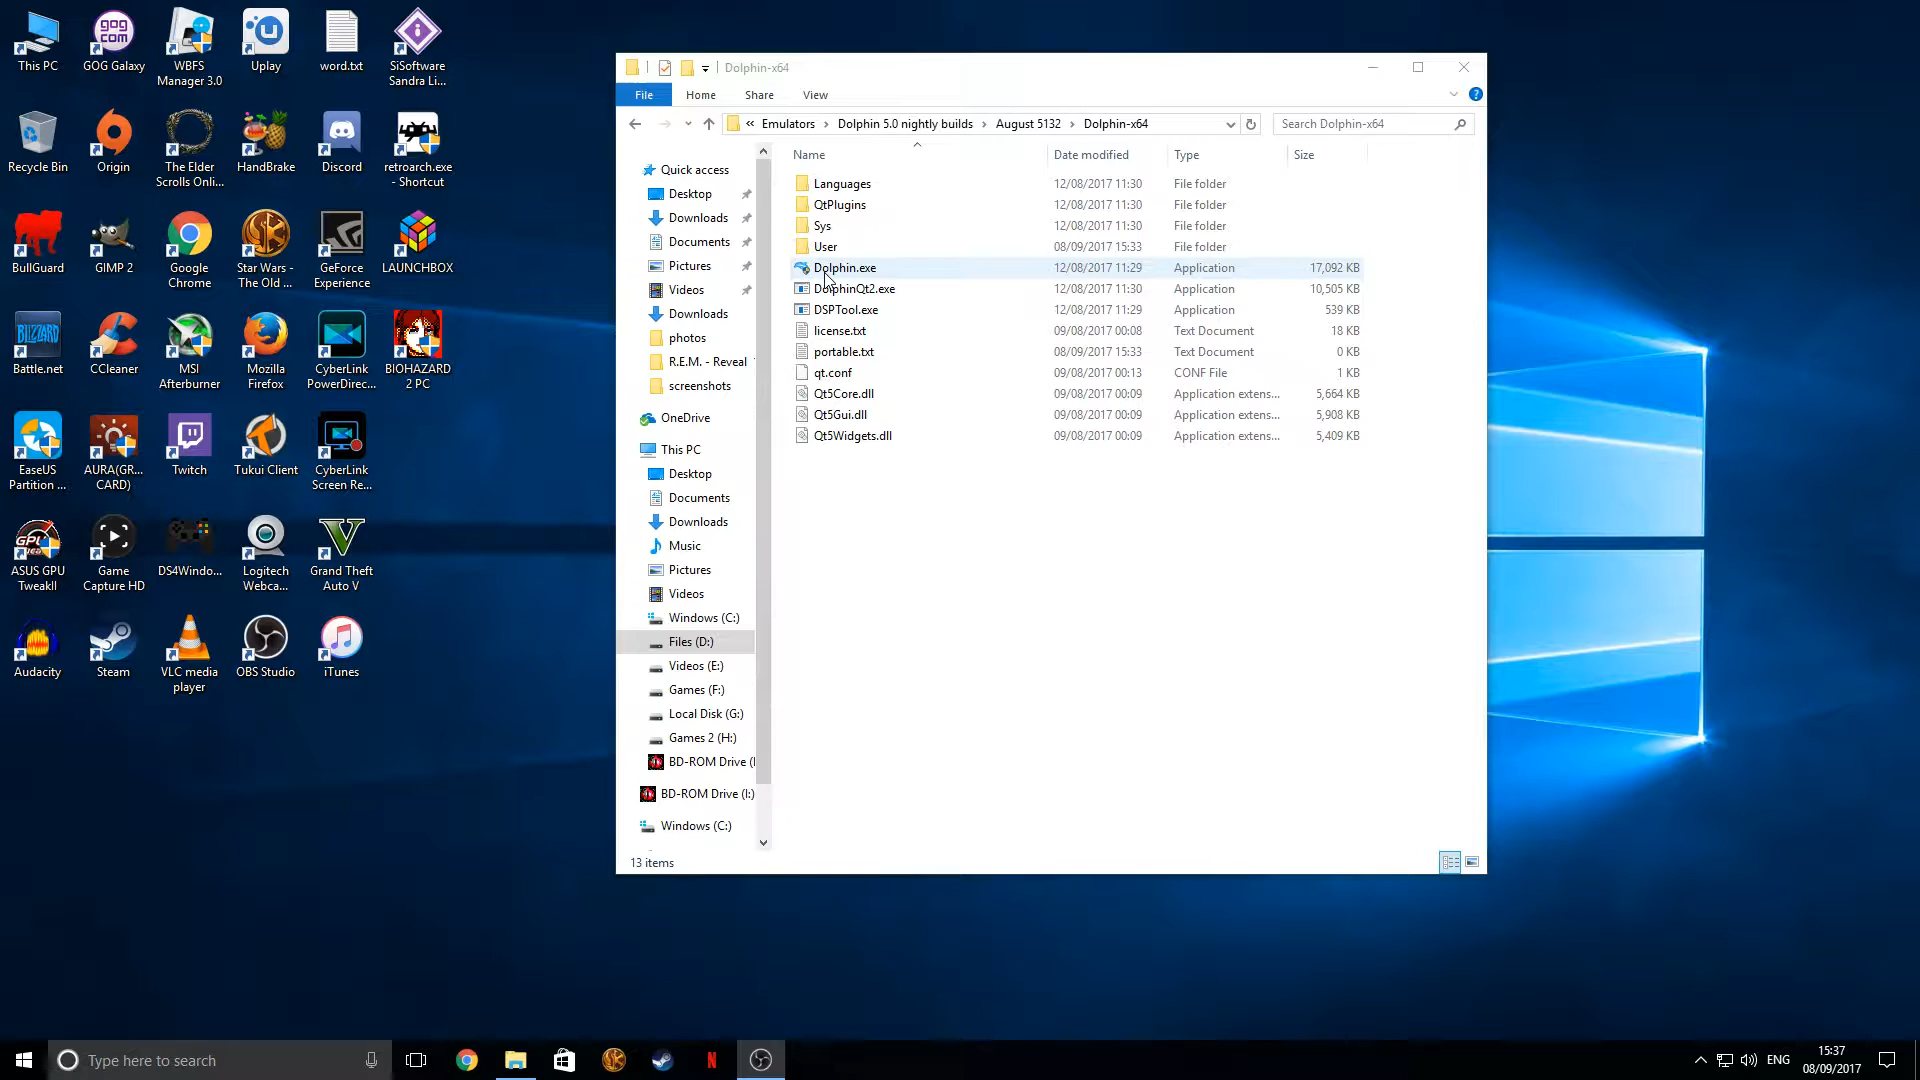 This PC
GOG Galaxy
WBFS
Manager 3.0
Uplay
word.txt
SiSoftware
Sandra Li...
Recycle Bin
Origin
The Elder
Scrolls Onli...
HandBrake
Discord
retroarch.exe
- Shortcut
BullGuard
GIMP 2
Google
Chrome
Star Wars -
The Old ...
GeForce
Experience
LAUNCHBOX
Battle.net
CCleaner
MSI
Afterburner
Mozilla
Firefox
CyberLink
PowerDirec...
BIOHAZARD
2 PC
EaseUS
Partition ...
AURA(GR...
CARD)
Twitch
Tukui Client
CyberLink
Screen Re...
ASUS GPU
TweakII
Game
Capture HD
DS4Windo...
Logitech
Webca...
Grand Theft
Auto V
Audacity
Steam
VLC media
player
OBS Studio
iTunes
Dolphin-x64
File
Home
Share
View
« Emulators › Dolphin 5.0 nightly builds › August 5132 › Dolphin-x64
Search Dolphin-x64
Quick access
Desktop
Downloads
Documents
Pictures
Videos
Downloads
photos
R.E.M. - Reveal
screenshots
OneDrive
This PC
Desktop
Documents
Downloads
Music
Pictures
Videos
Windows (C:)
Files (D:)
Videos (E:)
Games (F:)
Local Disk (G:)
Games 2 (H:)
BD-ROM Drive (I
BD-ROM Drive (I:)
Windows (C:)
Name Date modified Type Size
Languages 12/08/2017 11:30 File folder
QtPlugins 12/08/2017 11:30 File folder
Sys 12/08/2017 11:30 File folder
User 08/09/2017 15:33 File folder
Dolphin.exe 12/08/2017 11:29 Application 17,092 KB
DolphinQt2.exe 12/08/2017 11:30 Application 10,505 KB
DSPTool.exe 12/08/2017 11:29 Application 539 KB
license.txt 09/08/2017 00:08 Text Document 18 KB
portable.txt 08/09/2017 15:33 Text Document 0 KB
qt.conf 09/08/2017 00:13 CONF File 1 KB
Qt5Core.dll 09/08/2017 00:09 Application extens... 5,664 KB
Qt5Gui.dll 09/08/2017 00:09 Application extens... 5,908 KB
Qt5Widgets.dll 09/08/2017 00:09 Application extens... 5,409 KB
13 items
Type here to search
ENG
15:37
08/09/2017